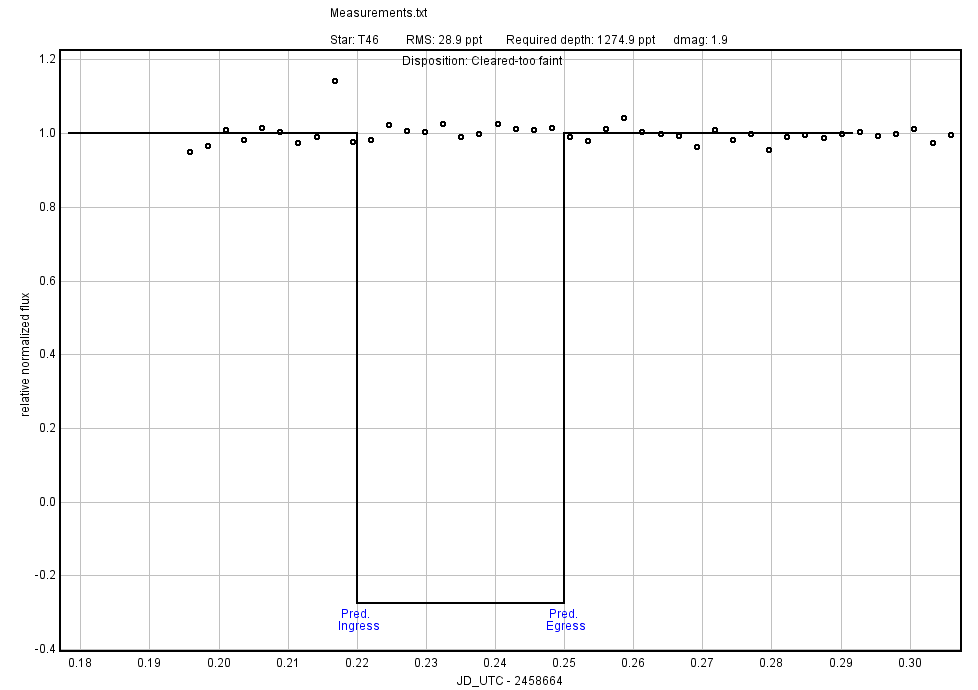 Measurements.txt
Star: T46 RMS: 28.9 ppt Required depth: 1274.9 ppt dmag: 1.9
Disposition: Cleared-too faint
1.2
1.0
0.8
0.6
0.4
0.2
0.0
-0.2
-0.4
relative normalized flux
Pred.
Ingress
Pred.
Egress
0.18 0.19 0.20 0.21 0.22 0.23 0.24 0.25 0.26 0.27 0.28 0.29 0.30
JD_UTC - 2458664